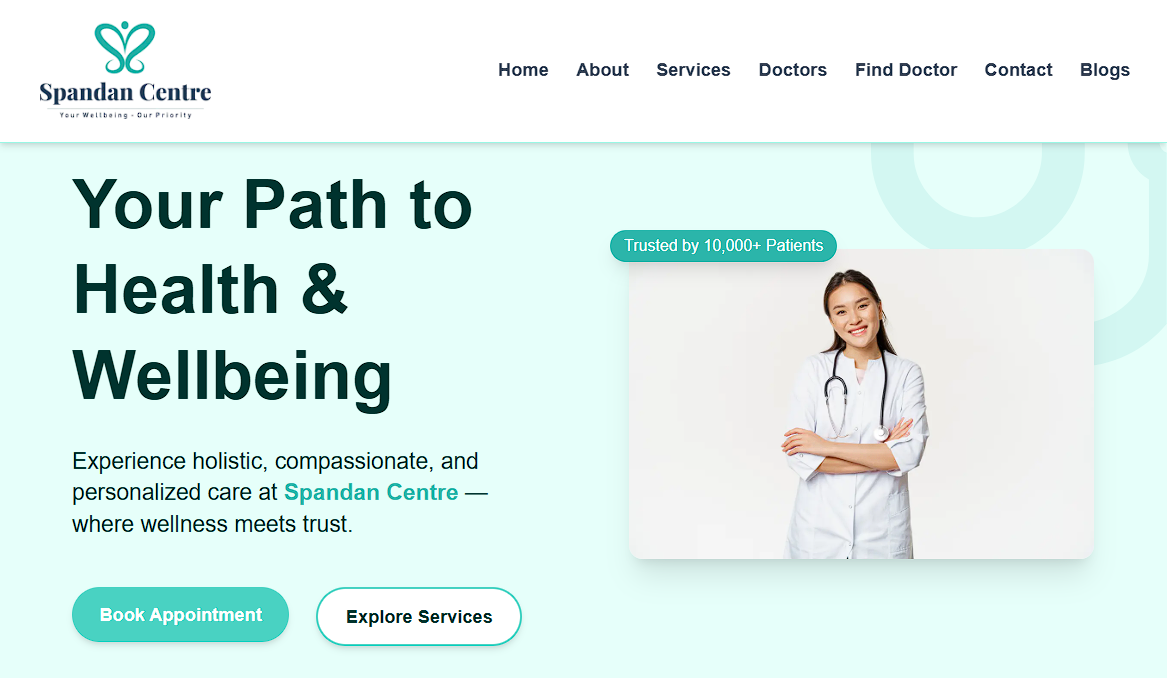 Spandan Centre
Your Wellbeing - Our Priority
Home About Services Doctors Find Doctor Contact Blogs
Your Path to
Health &
Wellbeing
Experience holistic, compassionate, and
personalized care at Spandan Centre —
where wellness meets trust.
Book Appointment Explore Services
Trusted by 10,000+ Patients